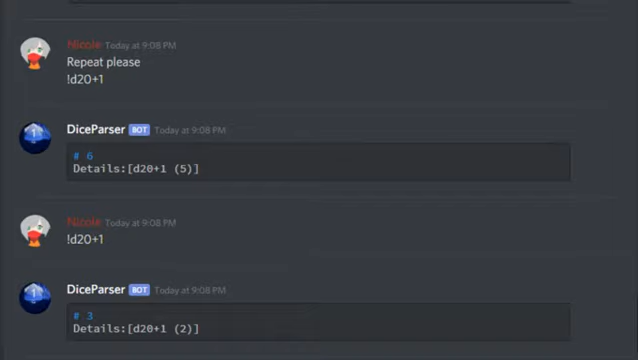 Nicole Today at 9:08 PM
Repeat please
!d20+1
DiceParser BOT Today at 9:08 PM
# 6
Details:[d20+1 (5)]
Nicole Today at 9:08 PM
!d20+1
DiceParser BOT Today at 9:08 PM
# 3
Details:[d20+1 (2)]